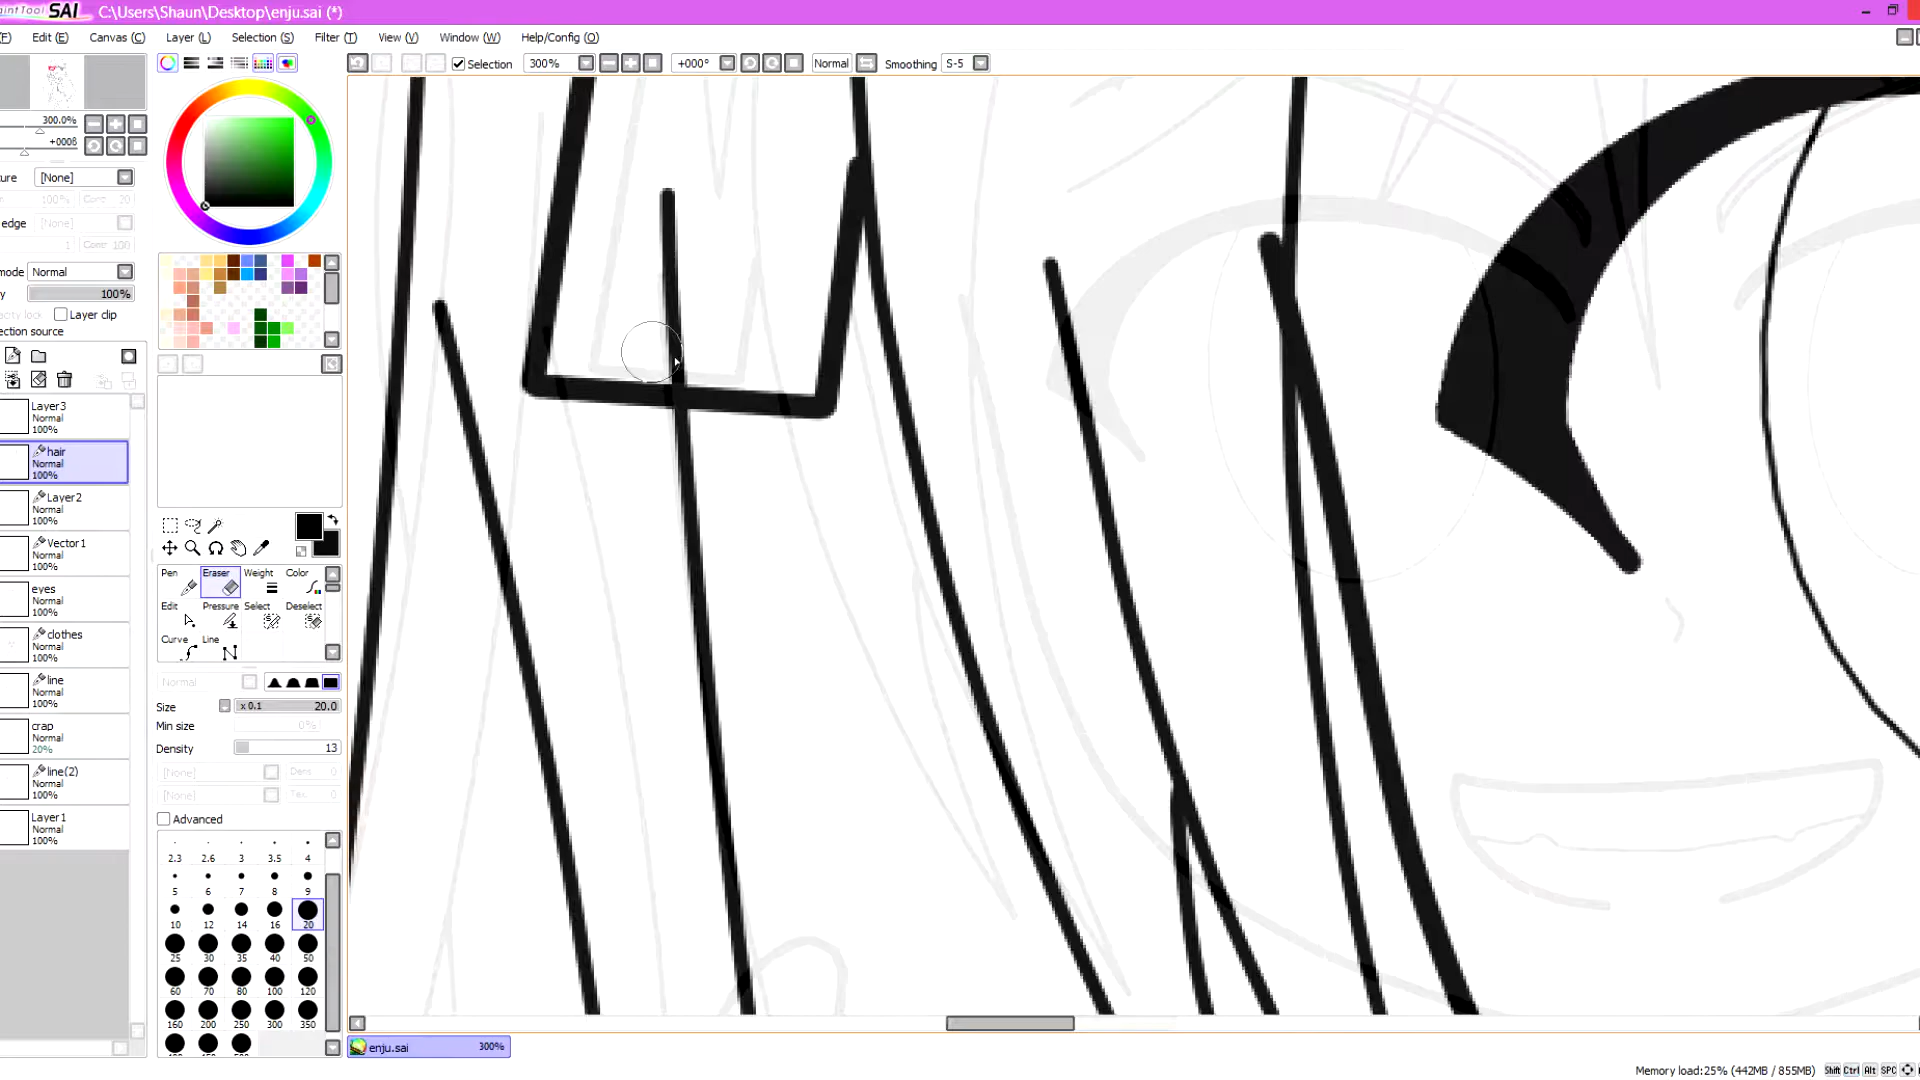 aintTool SAI C:\Users\Shaun\Desktop\enju.sai (*)
(F) Edit (E) Canvas (C) Layer (L) Selection (S) Filter (T) View (V) Window (W) Help/Config (O)
Selection 300% +000° Normal Smoothing S-5
300.0%
+0008
ture [None]
100% Cont 20
edge [None]
1 Contr 100
mode Normal
y 100%
acity lock Layer clip
ection source
Layer3
Normal
100%
hair
Normal
100%
Layer2
Normal
100%
Vector1
Normal
100%
eyes
Normal
100%
clothes
Normal
100%
line
Normal
100%
crap
Normal
20%
line(2)
Normal
100%
Layer1
Normal
100%
Pen Eraser Weight Color
Edit Pressure Select Deselect
Curve Line
Normal
Size x 0.1 20.0
Min size 0%
Density 13
[None] Dens 0
[None] Tex 0
Advanced
2.3 2.6 3 3.5 4
5 6 7 8 9
10 12 14 16 20
25 30 35 40 50
60 70 80 100 120
160 200 250 300 350
enju.sai 300%
Memory load:25% (442MB / 855MB) Shift Ctrl Alt SPC